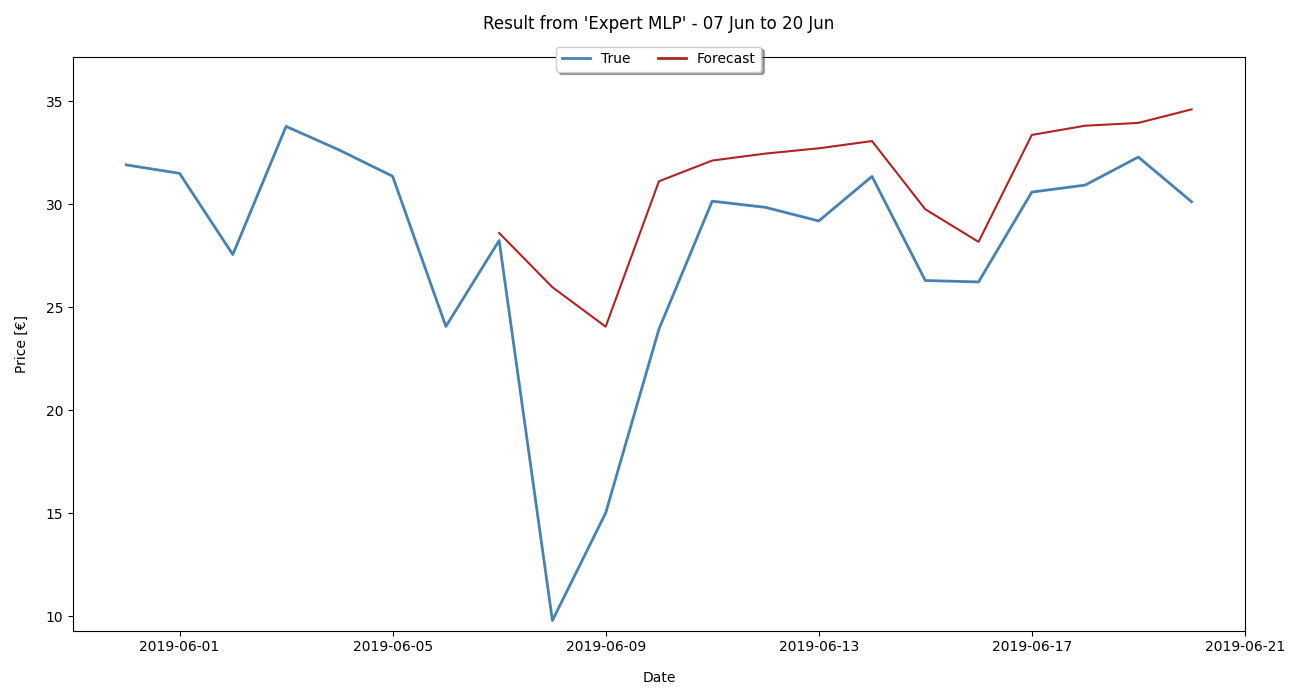 Result from 'Expert MLP' - 07 Jun to 20 Jun
True
Forecast
35
30
25
20
15
10
Price [€]
2019-06-01
2019-06-05
2019-06-09
2019-06-13
2019-06-17
2019-06-21
Date